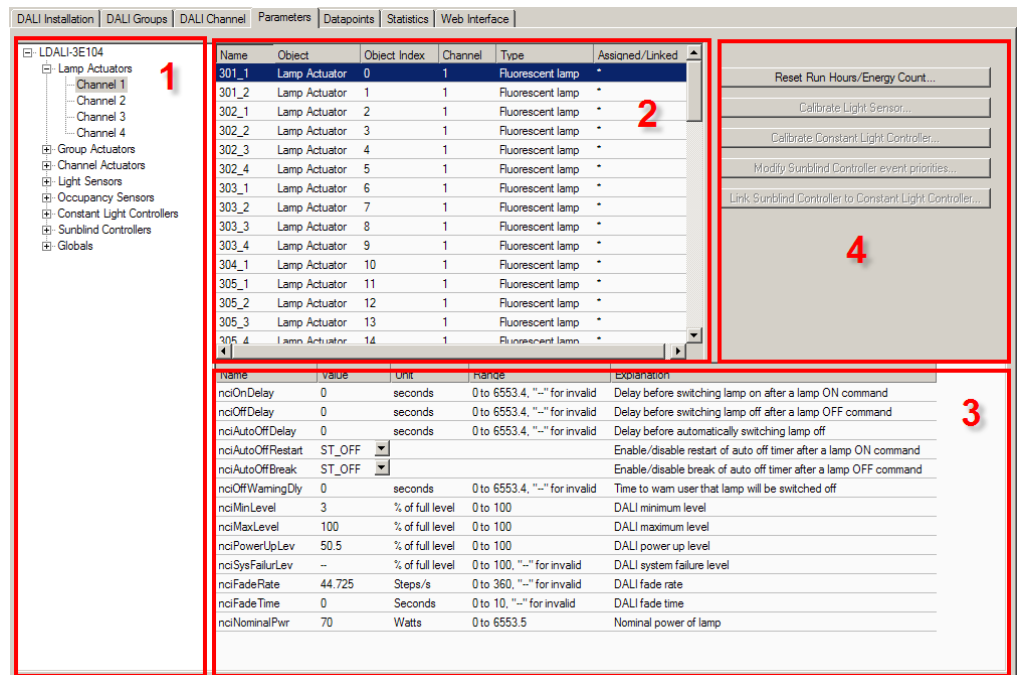 DALI Installation DALI Groups DALI Channel Parameters Datapoints Statistics Web Interface
LDALI-3E104
Lamp Actuators
Channel 1
Channel 2
Channel 3
Channel 4
Group Actuators
Channel Actuators
Light Sensors
Occupancy Sensors
Constant Light Controllers
Sunblind Controllers
Globals
1
Name Object Object Index Channel Type Assigned/Linked
301_1 Lamp Actuator 0 1 Fluorescent lamp *
301_2 Lamp Actuator 1 1 Fluorescent lamp *
302_1 Lamp Actuator 2 1 Fluorescent lamp *
302_2 Lamp Actuator 3 1 Fluorescent lamp *
302_3 Lamp Actuator 4 1 Fluorescent lamp *
302_4 Lamp Actuator 5 1 Fluorescent lamp *
303_1 Lamp Actuator 6 1 Fluorescent lamp *
303_2 Lamp Actuator 7 1 Fluorescent lamp *
303_3 Lamp Actuator 8 1 Fluorescent lamp *
303_4 Lamp Actuator 9 1 Fluorescent lamp *
304_1 Lamp Actuator 10 1 Fluorescent lamp *
305_1 Lamp Actuator 11 1 Fluorescent lamp *
305_2 Lamp Actuator 12 1 Fluorescent lamp *
305_3 Lamp Actuator 13 1 Fluorescent lamp *
305_4 Lamp Actuator 14 1 Fluorescent lamp *
2
Reset Run Hours/Energy Count...
Calibrate Light Sensor...
Calibrate Constant Light Controller...
Modify Sunblind Controller event priorities...
Link Sunblind Controller to Constant Light Controller...
4
Name Value Unit Range Explanation
nciOnDelay 0 seconds 0 to 6553.4, "--" for invalid Delay before switching lamp on after a lamp ON command
nciOffDelay 0 seconds 0 to 6553.4, "--" for invalid Delay before switching lamp off after a lamp OFF command
nciAutoOffDelay 0 seconds 0 to 6553.4, "--" for invalid Delay before automatically switching lamp off
nciAutoOffRestart ST_OFF Enable/disable restart of auto off timer after a lamp ON command
nciAutoOffBreak ST_OFF Enable/disable break of auto off timer after a lamp OFF command
nciOffWarningDly 0 seconds 0 to 6553.4, "--" for invalid Time to warn user that lamp will be switched off
nciMinLevel 3 % of full level 0 to 100 DALI minimum level
nciMaxLevel 100 % of full level 0 to 100 DALI maximum level
nciPowerUpLev 50.5 % of full level 0 to 100 DALI power up level
nciSysFailurLev -- % of full level 0 to 100, "--" for invalid DALI system failure level
nciFadeRate 44.725 Steps/s 0 to 360, "--" for invalid DALI fade rate
nciFadeTime 0 Seconds 0 to 10, "--" for invalid DALI fade time
nciNominalPwr 70 Watts 0 to 6553.5 Nominal power of lamp
3